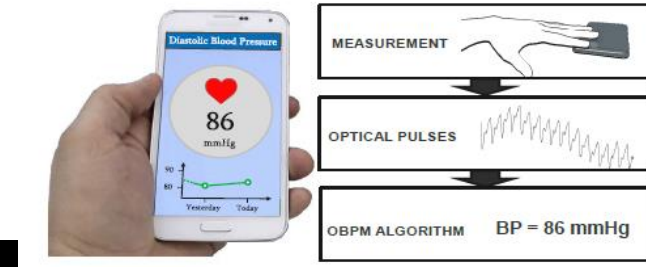 Diastolic Blood Pressure
86
mmHg
90
80
Yesterday Today
MEASUREMENT
OPTICAL PULSES
OBPM ALGORITHM BP = 86 mmHg